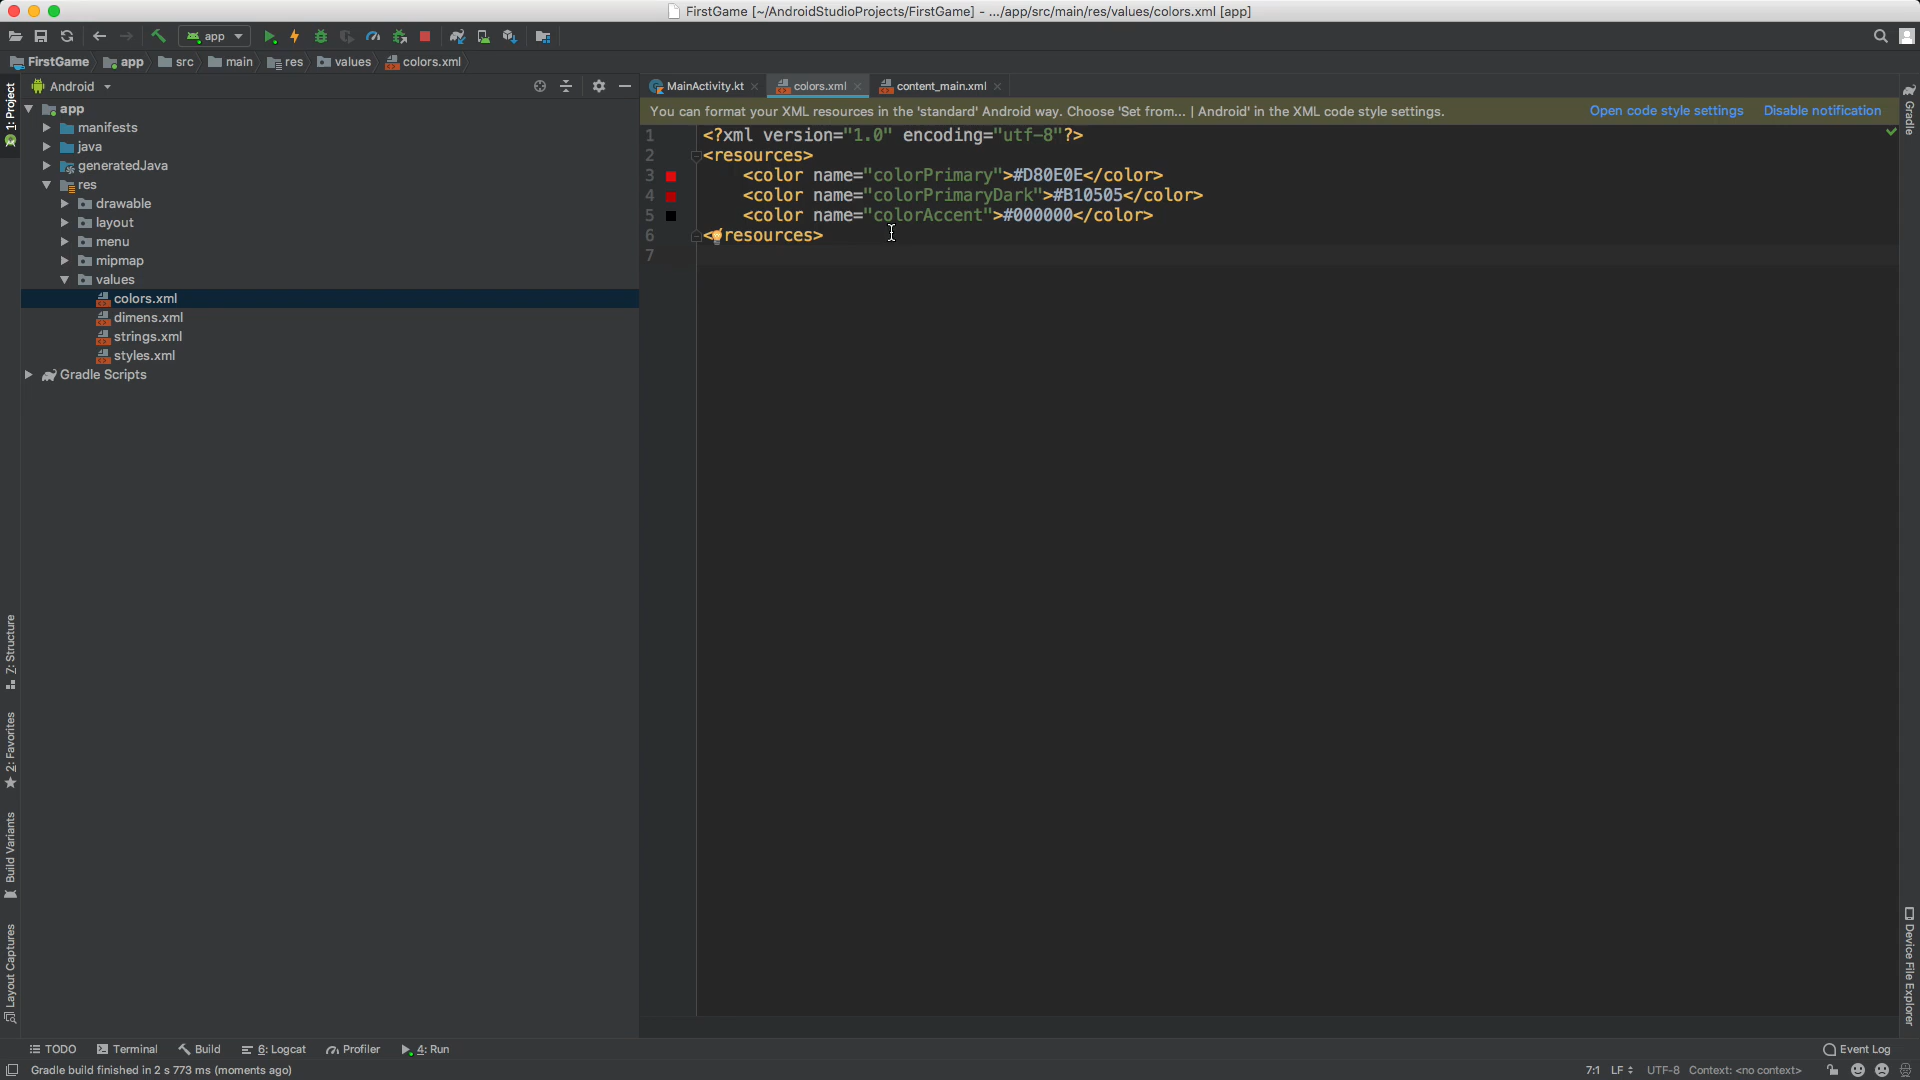 FirstGame [~/AndroidStudioProjects/FirstGame] - .../app/src/main/res/values/colors.xml [app]
app
FirstGame app src main res values colors.xml
Android
MainActivity.kt colors.xml content_main.xml
You can format your XML resources in the 'standard' Android way. Choose 'Set from... | Android' in the XML code style settings. Open code style settings Disable notification
1: Project
app
manifests
java
generatedJava
res
drawable
layout
menu
mipmap
values
colors.xml
dimens.xml
strings.xml
styles.xml
Gradle Scripts
1 <?xml version="1.0" encoding="utf-8"?>
2 <resources>
3 <color name="colorPrimary">#D80E0E</color>
4 <color name="colorPrimaryDark">#B10505</color>
5 <color name="colorAccent">#000000</color>
6 <resources>
7
Gradle
Z: Structure
2: Favorites
Build Variants
Layout Captures
Device File Explorer
TODO Terminal Build 6: Logcat Profiler 4: Run Event Log
Gradle build finished in 2 s 773 ms (moments ago) 7:1 LF UTF-8 Context: <no context>